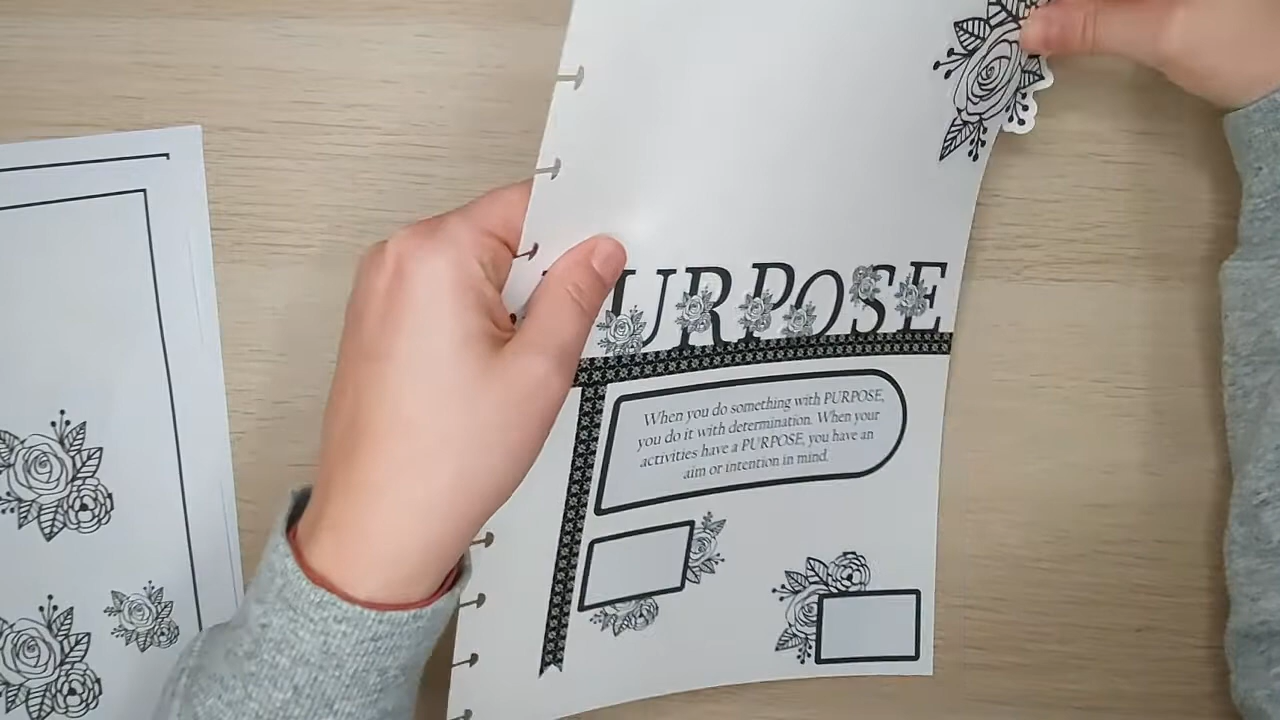 PURPOSE
When you do something with PURPOSE,
you do it with determination. When your
activities have a PURPOSE, you have an
aim or intention in mind.